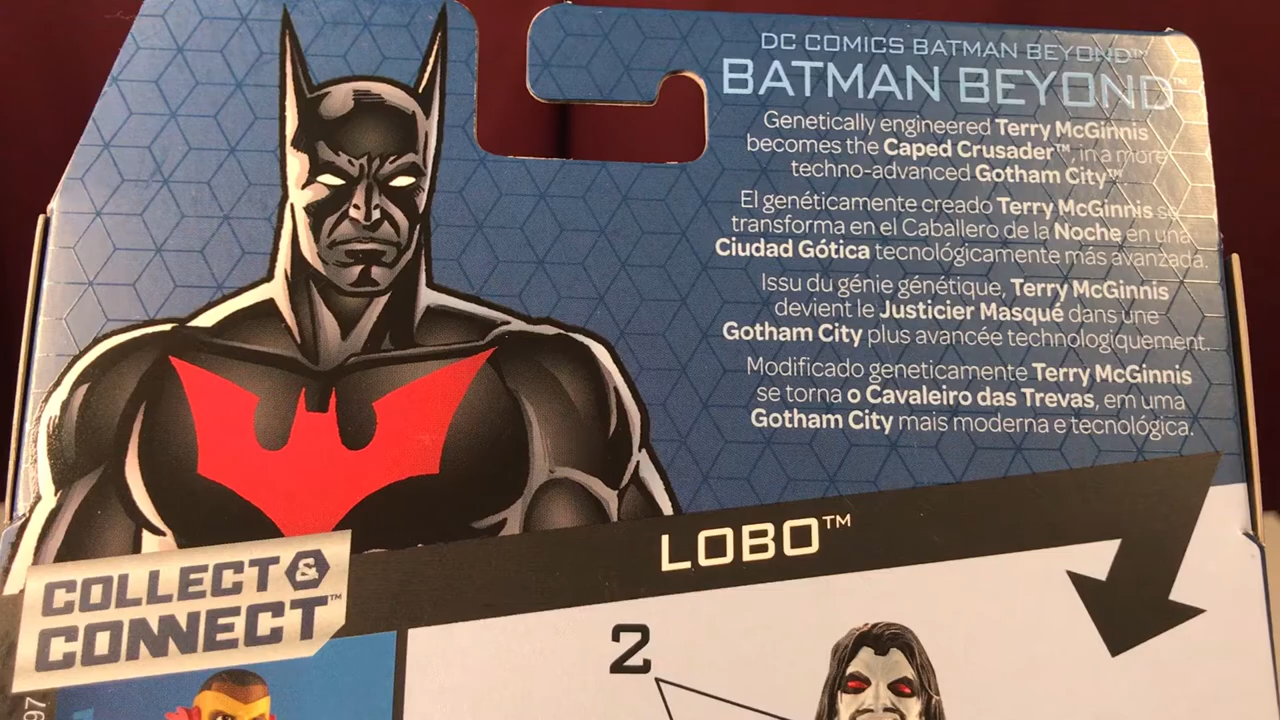 DC COMICS BATMAN BEYOND™
BATMAN BEYOND™
Genetically engineered Terry McGinnis
becomes the Caped Crusader™, in a more
techno-advanced Gotham City™
El genéticamente creado Terry McGinnis se
transforma en el Caballero de la Noche en una
Ciudad Gótica tecnológicamente más avanzada.
Issu du génie génétique, Terry McGinnis
devient le Justicier Masqué dans une
Gotham City plus avancée technologiquement.
Modificado geneticamente Terry McGinnis
se torna o Cavaleiro das Trevas, em uma
Gotham City mais moderna e tecnológica.
LOBO™
COLLECT &
CONNECT™
2
97